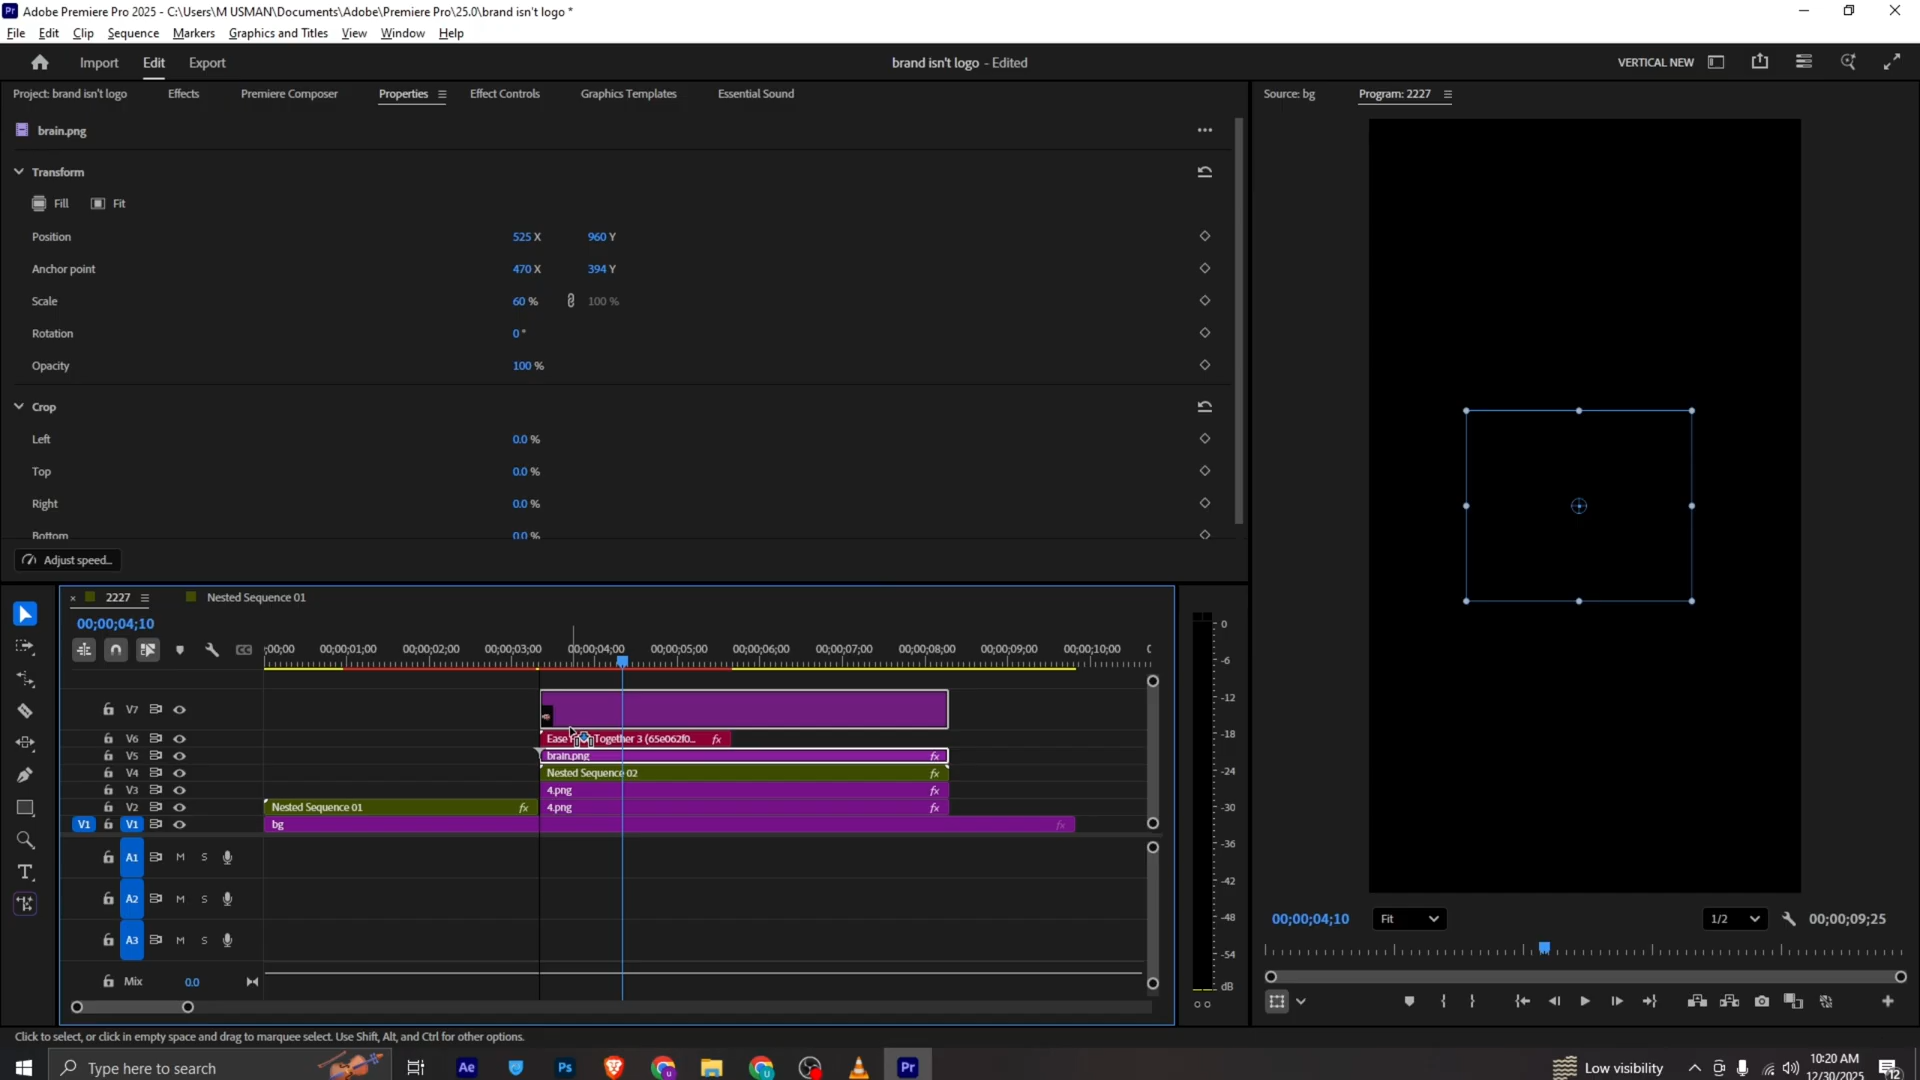 Pr Adobe Premiere Pro 2025 - C:\Users\M USMAN\Documents\Adobe\Premiere Pro\25.0\brand isn't logo *
File Edit Clip Sequence Markers Graphics and Titles View Window Help
Import Edit Export
brand isn't logo - Edited
VERTICAL NEW
Project: brand isn't logo Effects Premiere Composer Properties Effect Controls Graphics Templates Essential Sound
Source: bg Program: 2227
brain.png
Transform
Fill Fit
Position 525 X 960 Y
Anchor point 470 X 394 Y
Scale 60 % 100 %
Rotation 0 °
Opacity 100 %
Crop
Left 0.0 %
Top 0.0 %
Right 0.0 %
Bottom 0.0 %
Adjust speed...
× 2227 Nested Sequence 01
00;00;04;10
CC
;00;00 00;00;01;00 00;00;02;00 00;00;03;00 00;00;04;00 00;00;05;00 00;00;06;00 00;00;07;00 00;00;08;00 00;00;09;00 00;00;10;00
V7
V6 Together 3 (65e062f0... fx
V5 brain.png fx
V4 Nested Sequence 02 fx
V3 4.png fx
V2 Nested Sequence 01 fx 4.png fx
V1 V1 bg fx
A1 M S
A2 M S
A3 M S
Mix 0.0
0
-6
-12
-18
-24
-30
-36
-42
-48
-54
dB
00;00;04;10 Fit 1/2 00;00;09;25
Click to select, or click in empty space and drag to marquee select. Use Shift, Alt, and Ctrl for other options.
Type here to search
Ae Ps Pr
Low visibility
10:20 AM
12/30/2025
12